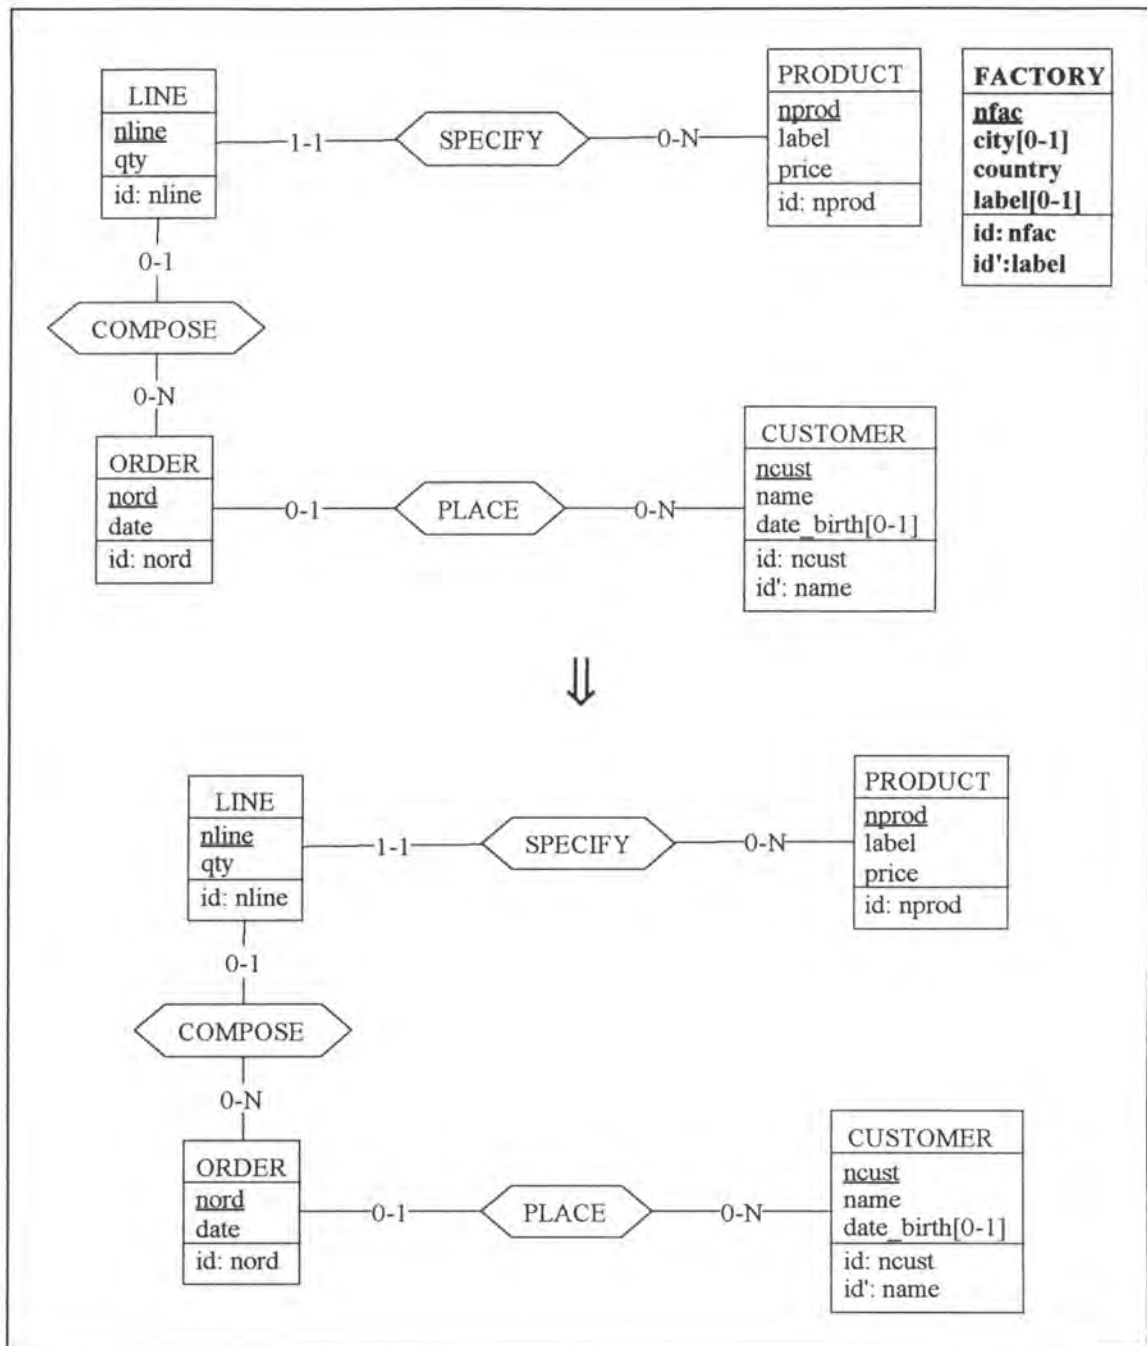 LINE
nline
qty
id: nline
1-1
SPECIFY
0-N
PRODUCT
nprod
label
price
id: nprod
FACTORY
nfac
city[0-1]
country
label[0-1]
id: nfac
id':label
0-1
COMPOSE
0-N
ORDER
nord
date
id: nord
0-1
PLACE
0-N
CUSTOMER
ncust
name
date_birth[0-1]
id: ncust
id': name
⇓
LINE
nline
qty
id: nline
1-1
SPECIFY
0-N
PRODUCT
nprod
label
price
id: nprod
0-1
COMPOSE
0-N
ORDER
nord
date
id: nord
0-1
PLACE
0-N
CUSTOMER
ncust
name
date_birth[0-1]
id: ncust
id': name